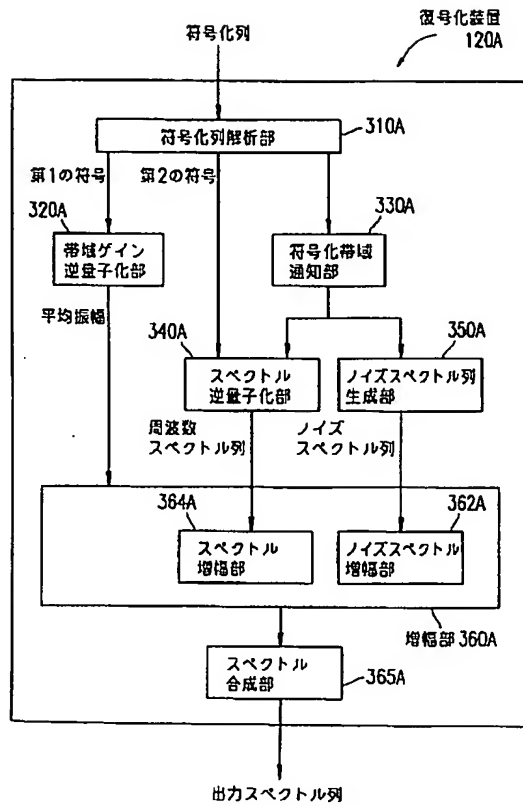 復号化装置
120A
符号化列
310A
符号化列解析部
第1の符号
第2の符号
320A
330A
帯域ゲイン
逆量子化部
符号化帯域
通知部
平均振幅
340A
350A
スペクトル
逆量子化部
ノイズスペクトル列
生成部
周波数
スペクトル列
ノイズ
スペクトル列
364A
362A
スペクトル
増幅部
ノイズスペクトル
増幅部
増幅部360A
スペクトル
合成部
365A
出力スペクトル列